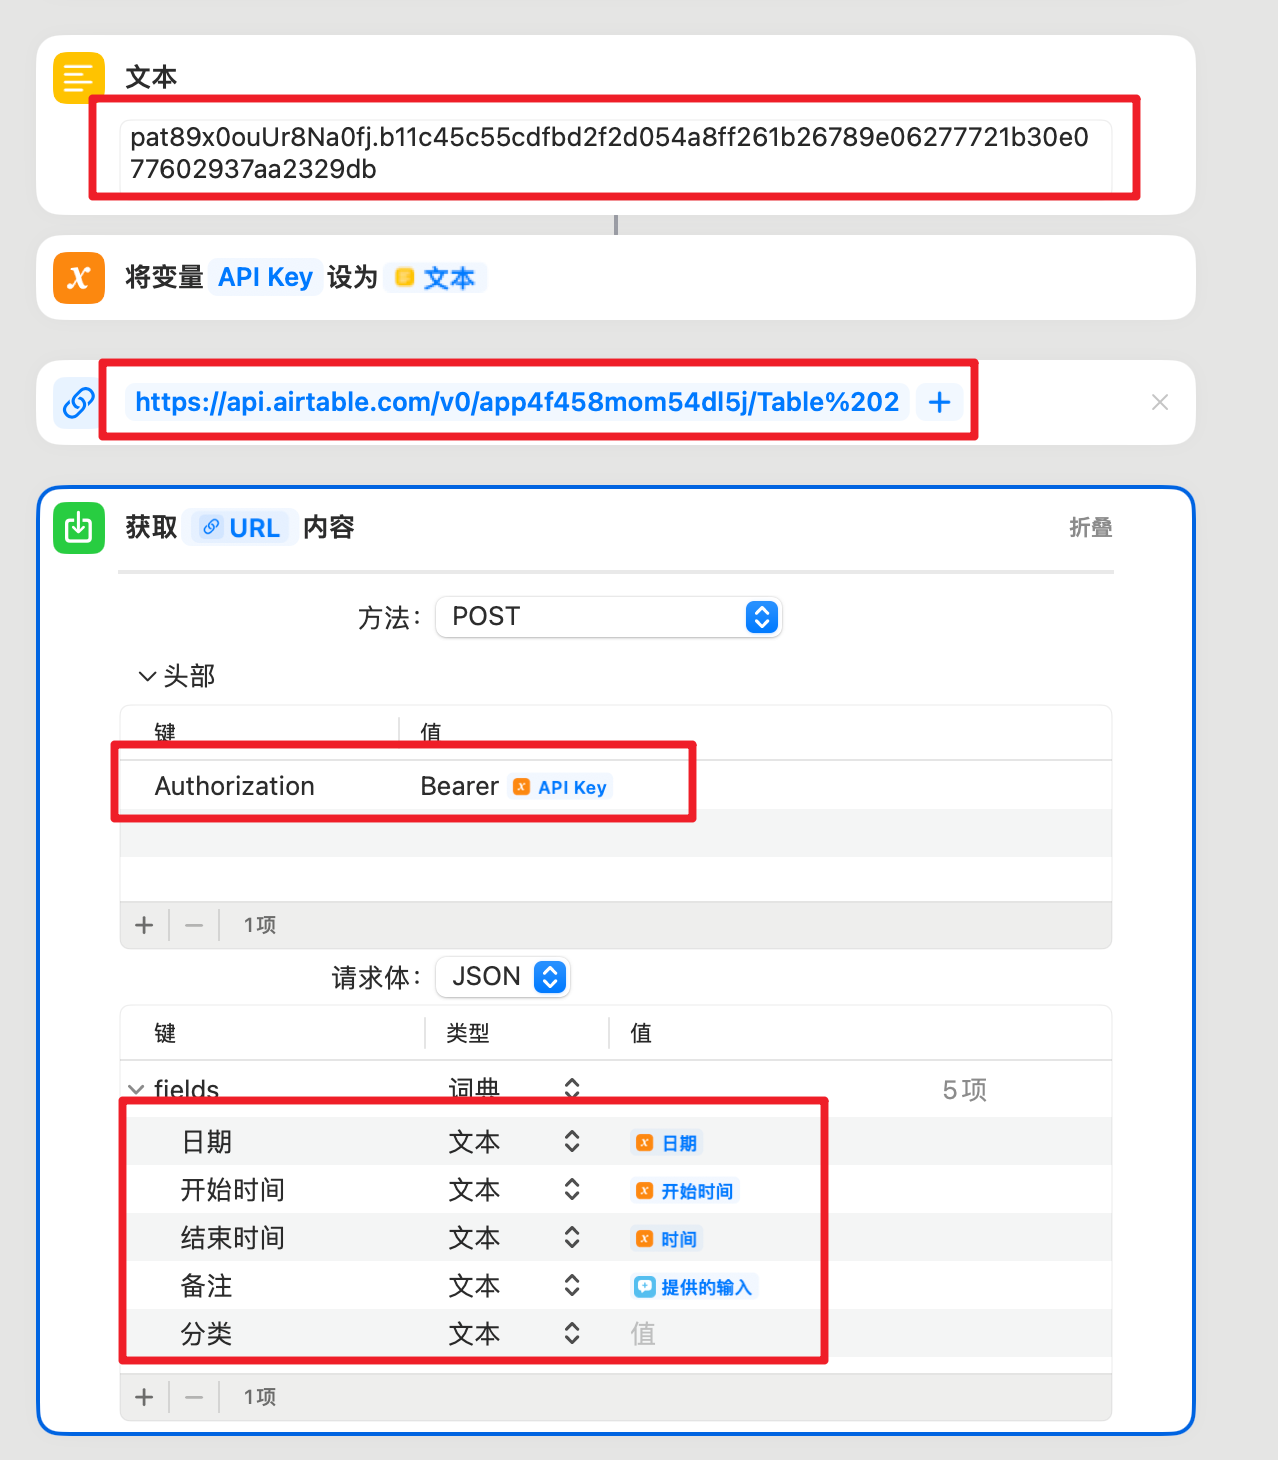 文本
pat89x0ouUr8Na0fj.b11c45c55cdfbd2f2d054a8ff261b26789e06277721b30e0
77602937aa2329db
将变量 API Key 设为 文本
https://api.airtable.com/v0/app4f458mom54dl5j/Table%202 +
获取 URL 内容 折叠
方法： POST
头部
键 值
Authorization Bearer API Key
1项
请求体： JSON
键 类型 值
fields 词典 5项
日期 文本 日期
开始时间 文本 开始时间
结束时间 文本 时间
备注 文本 提供的输入
分类 文本 值
1项